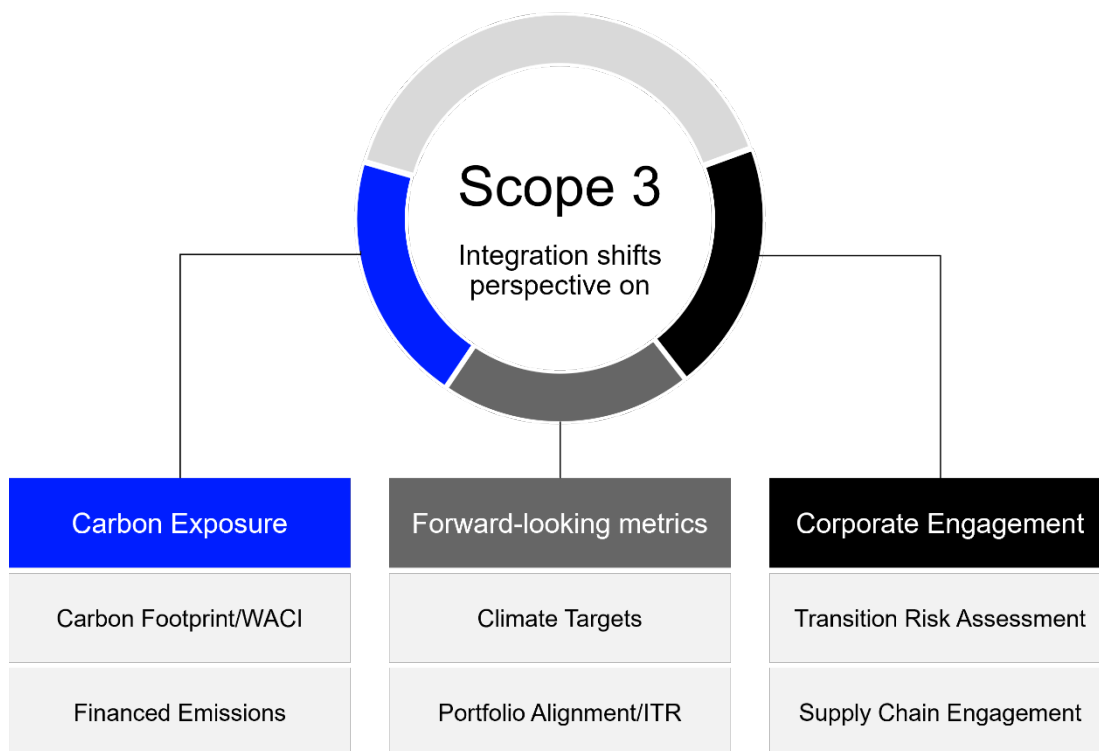 Scope 3
Integration shifts
perspective on
Carbon Exposure
Carbon Footprint/WACI
Financed Emissions
Forward-looking metrics
Climate Targets
Portfolio Alignment/ITR
Corporate Engagement
Transition Risk Assessment
Supply Chain Engagement